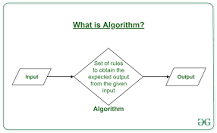 What is Algorithm?
Input
Set of rules
to obtain the
expected output
from the given
input
Output
Algorithm